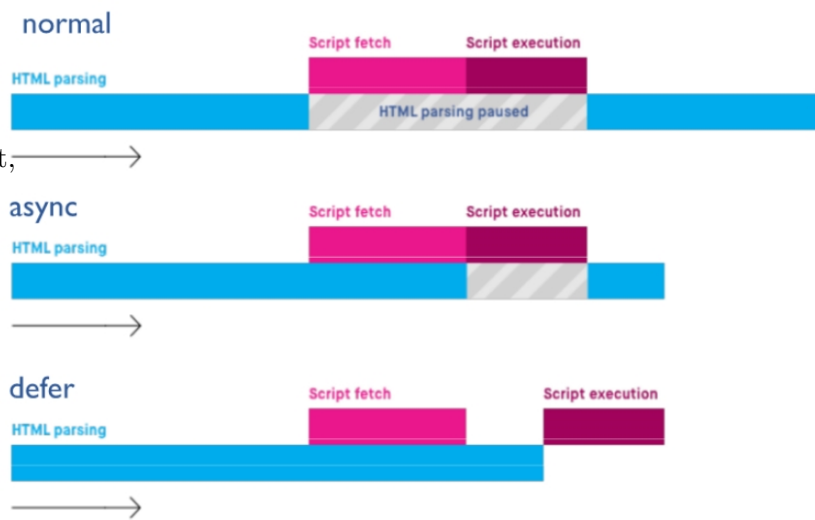 normal
Script fetch Script execution
HTML parsing
HTML parsing paused
t,
async
Script fetch Script execution
HTML parsing
defer
Script fetch Script execution
HTML parsing